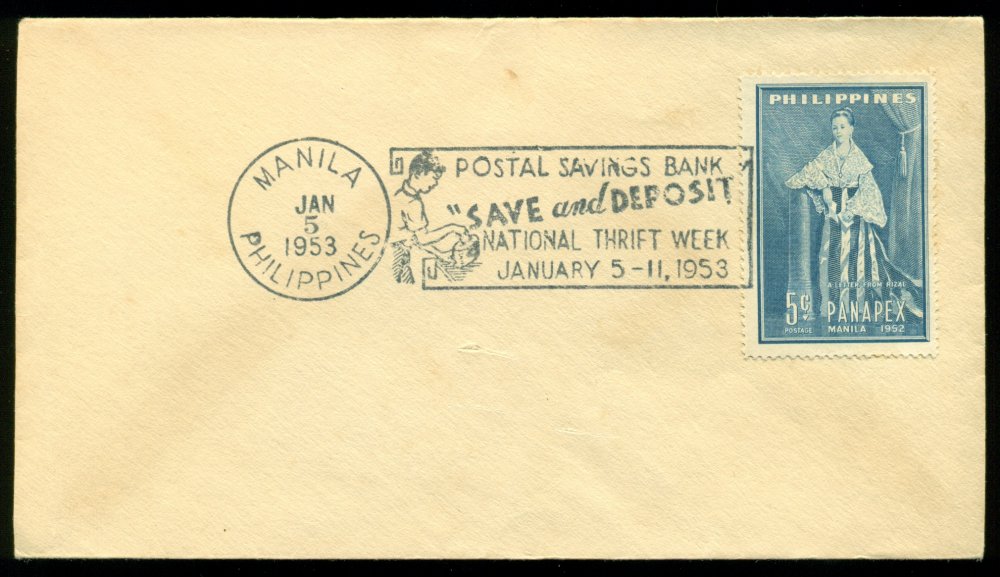 MANILA
JAN
5
1953
PHILIPPINES
POSTAL SAVINGS BANK
"SAVE and DEPOSIT
NATIONAL THRIFT WEEK
JANUARY 5-11, 1953
PHILIPPINES
A LETTER FROM RIZAL
5c PANAPEX
POSTAGE MANILA 1952